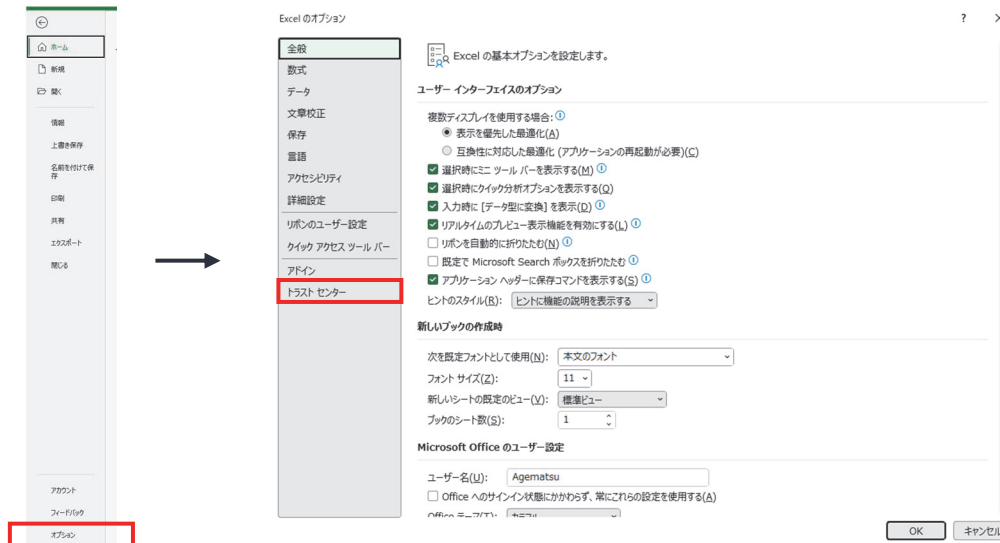 ホーム
新規
開く
情報
上書き保存
名前を付けて保
存
印刷
共有
エクスポート
閉じる
アカウント
フィードバック
オプション
Excel のオプション
?
全般
数式
データ
文章校正
保存
言語
アクセシビリティ
詳細設定
リボンのユーザー設定
クイック アクセス ツール バー
アドイン
トラスト センター
Excel の基本オプションを設定します。
ユーザー インターフェイスのオプション
複数ディスプレイを使用する場合:
表示を優先した最適化(A)
互換性に対応した最適化 (アプリケーションの再起動が必要)(C)
選択時にミニ ツール バーを表示する(M)
選択時にクイック分析オプションを表示する(Q)
入力時に [データ型に変換] を表示(D)
リアルタイムのプレビュー表示機能を有効にする(L)
リボンを自動的に折りたたむ(N)
既定で Microsoft Search ボックスを折りたたむ
アプリケーション ヘッダーに保存コマンドを表示する(S)
ヒントのスタイル(R): ヒントに機能の説明を表示する
新しいブックの作成時
次を既定フォントとして使用(N): 本文のフォント
フォント サイズ(Z): 11
新しいシートの既定のビュー(V): 標準ビュー
ブックのシート数(S): 1
Microsoft Office のユーザー設定
ユーザー名(U): Agematsu
Office へのサインイン状態にかかわらず、常にこれらの設定を使用する(A)
Office テーマ(T): カラフル
OK
キャンセル